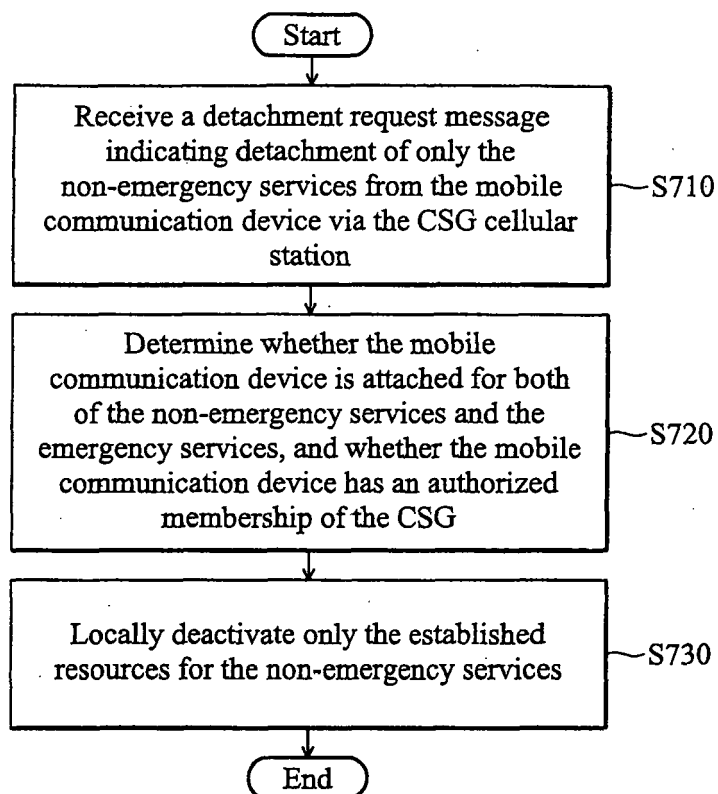 Start
Receive a detachment request message
indicating detachment of only the
non-emergency services from the mobile
communication device via the CSG cellular
station
S710
Determine whether the mobile
communication device is attached for both
of the non-emergency services and the
emergency services, and whether the mobile
communication device has an authorized
membership of the CSG
S720
Locally deactivate only the established
resources for the non-emergency services
S730
End